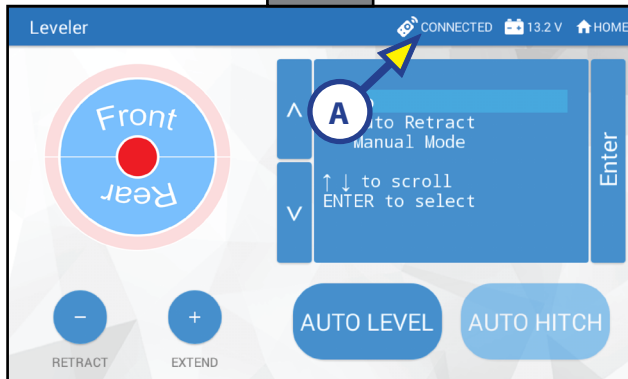 Leveler
CONNECTED 13.2 V HOME
A
Front
Rear
^
Retract
Manual Mode
↑ ↓ to scroll
ENTER to select
v
Enter
−
RETRACT
+
EXTEND
AUTO LEVEL
AUTO HITCH